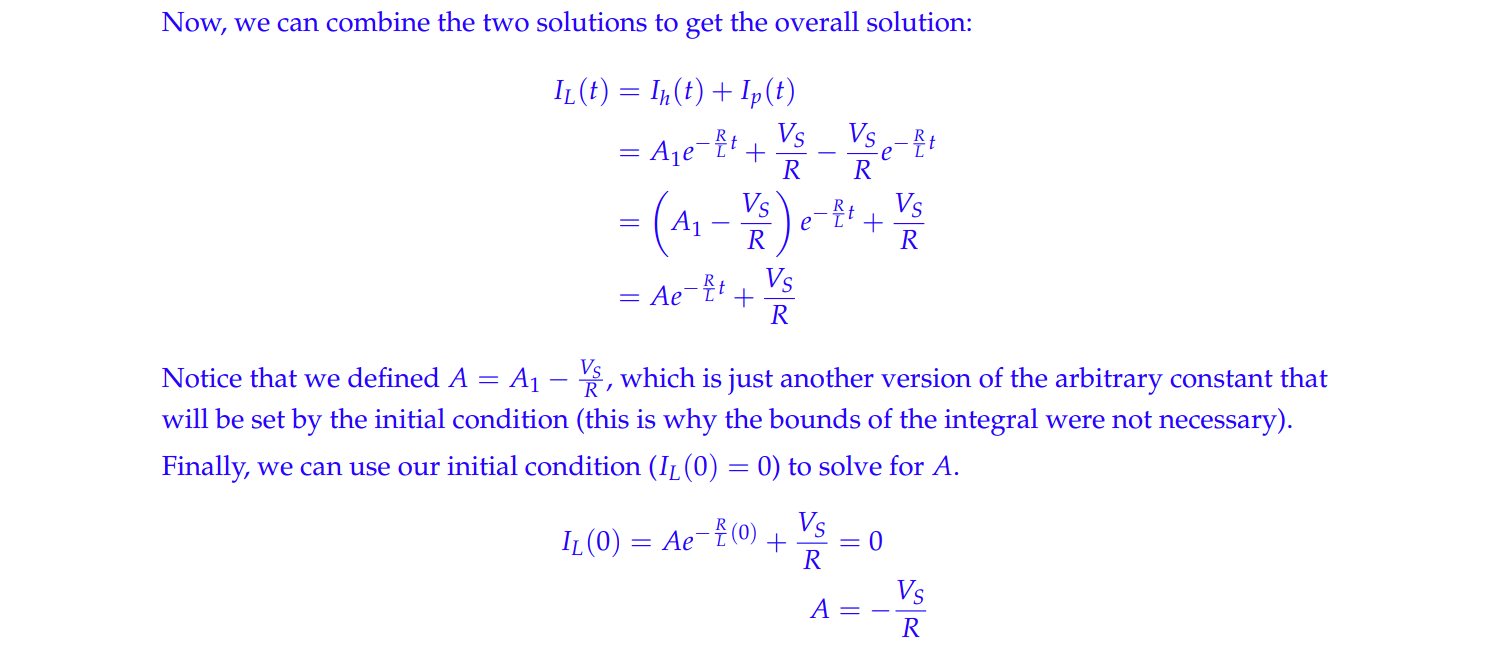 Now, we can combine the two solutions to get the overall solution:
$I_L(t) = I_h(t) + I_p(t)$
$= A_1 e^{-\frac{R}{L}t} + \frac{V_S}{R} - \frac{V_S}{R} e^{-\frac{R}{L}t}$
$= \left(A_1 - \frac{V_S}{R}\right) e^{-\frac{R}{L}t} + \frac{V_S}{R}$
$= A e^{-\frac{R}{L}t} + \frac{V_S}{R}$
Notice that we defined $A = A_1 - \frac{V_S}{R}$, which is just another version of the arbitrary constant that
will be set by the initial condition (this is why the bounds of the integral were not necessary).
Finally, we can use our initial condition ($I_L(0) = 0$) to solve for $A$.
$I_L(0) = A e^{-\frac{R}{L}(0)} + \frac{V_S}{R} = 0$
$A = -\frac{V_S}{R}$